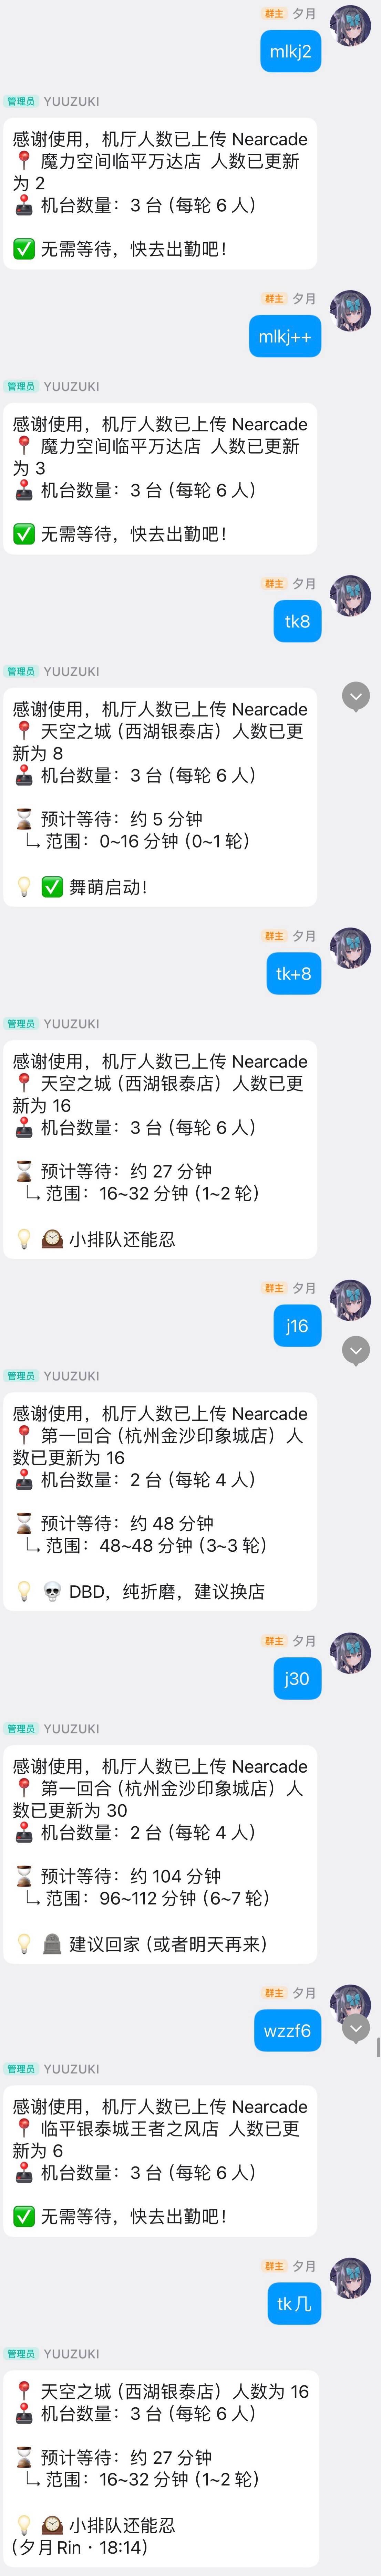 群主 夕月
mlkj2
管理员 YUUZUKI
感谢使用，机厅人数已上传 Nearcade
📍 魔力空间临平万达店 人数已更新
为 2
🕹️ 机台数量：3 台 (每轮 6 人)
✅ 无需等待，快去出勤吧！
群主 夕月
mlkj++
管理员 YUUZUKI
感谢使用，机厅人数已上传 Nearcade
📍 魔力空间临平万达店 人数已更新
为 3
🕹️ 机台数量：3 台 (每轮 6 人)
✅ 无需等待，快去出勤吧！
群主 夕月
tk8
管理员 YUUZUKI
感谢使用，机厅人数已上传 Nearcade
📍 天空之城 (西湖银泰店) 人数已更
新为 8
🕹️ 机台数量：3 台 (每轮 6 人)
⏳ 预计等待：约 5 分钟
↳ 范围：0~16 分钟 (0~1 轮)
💡 ✅ 舞萌启动！
群主 夕月
tk+8
管理员 YUUZUKI
感谢使用，机厅人数已上传 Nearcade
📍 天空之城 (西湖银泰店) 人数已更
新为 16
🕹️ 机台数量：3 台 (每轮 6 人)
⏳ 预计等待：约 27 分钟
↳ 范围：16~32 分钟 (1~2 轮)
💡 🕰️ 小排队还能忍
群主 夕月
j16
管理员 YUUZUKI
感谢使用，机厅人数已上传 Nearcade
📍 第一回合 (杭州金沙印象城店) 人
数已更新为 16
🕹️ 机台数量：2 台 (每轮 4 人)
⏳ 预计等待：约 48 分钟
↳ 范围：48~48 分钟 (3~3 轮)
💡 💀 DBD，纯折磨，建议换店
群主 夕月
j30
管理员 YUUZUKI
感谢使用，机厅人数已上传 Nearcade
📍 第一回合 (杭州金沙印象城店) 人
数已更新为 30
🕹️ 机台数量：2 台 (每轮 4 人)
⏳ 预计等待：约 104 分钟
↳ 范围：96~112 分钟 (6~7 轮)
💡 🪦 建议回家 (或者明天再来)
群主 夕月
wzzf6
管理员 YUUZUKI
感谢使用，机厅人数已上传 Nearcade
📍 临平银泰城王者之风店 人数已更
新为 6
🕹️ 机台数量：3 台 (每轮 6 人)
✅ 无需等待，快去出勤吧！
群主 夕月
tk 几
管理员 YUUZUKI
📍 天空之城 (西湖银泰店) 人数为 16
🕹️ 机台数量：3 台 (每轮 6 人)
⏳ 预计等待：约 27 分钟
↳ 范围：16~32 分钟 (1~2 轮)
💡 🕰️ 小排队还能忍
(夕月Rin · 18:14)